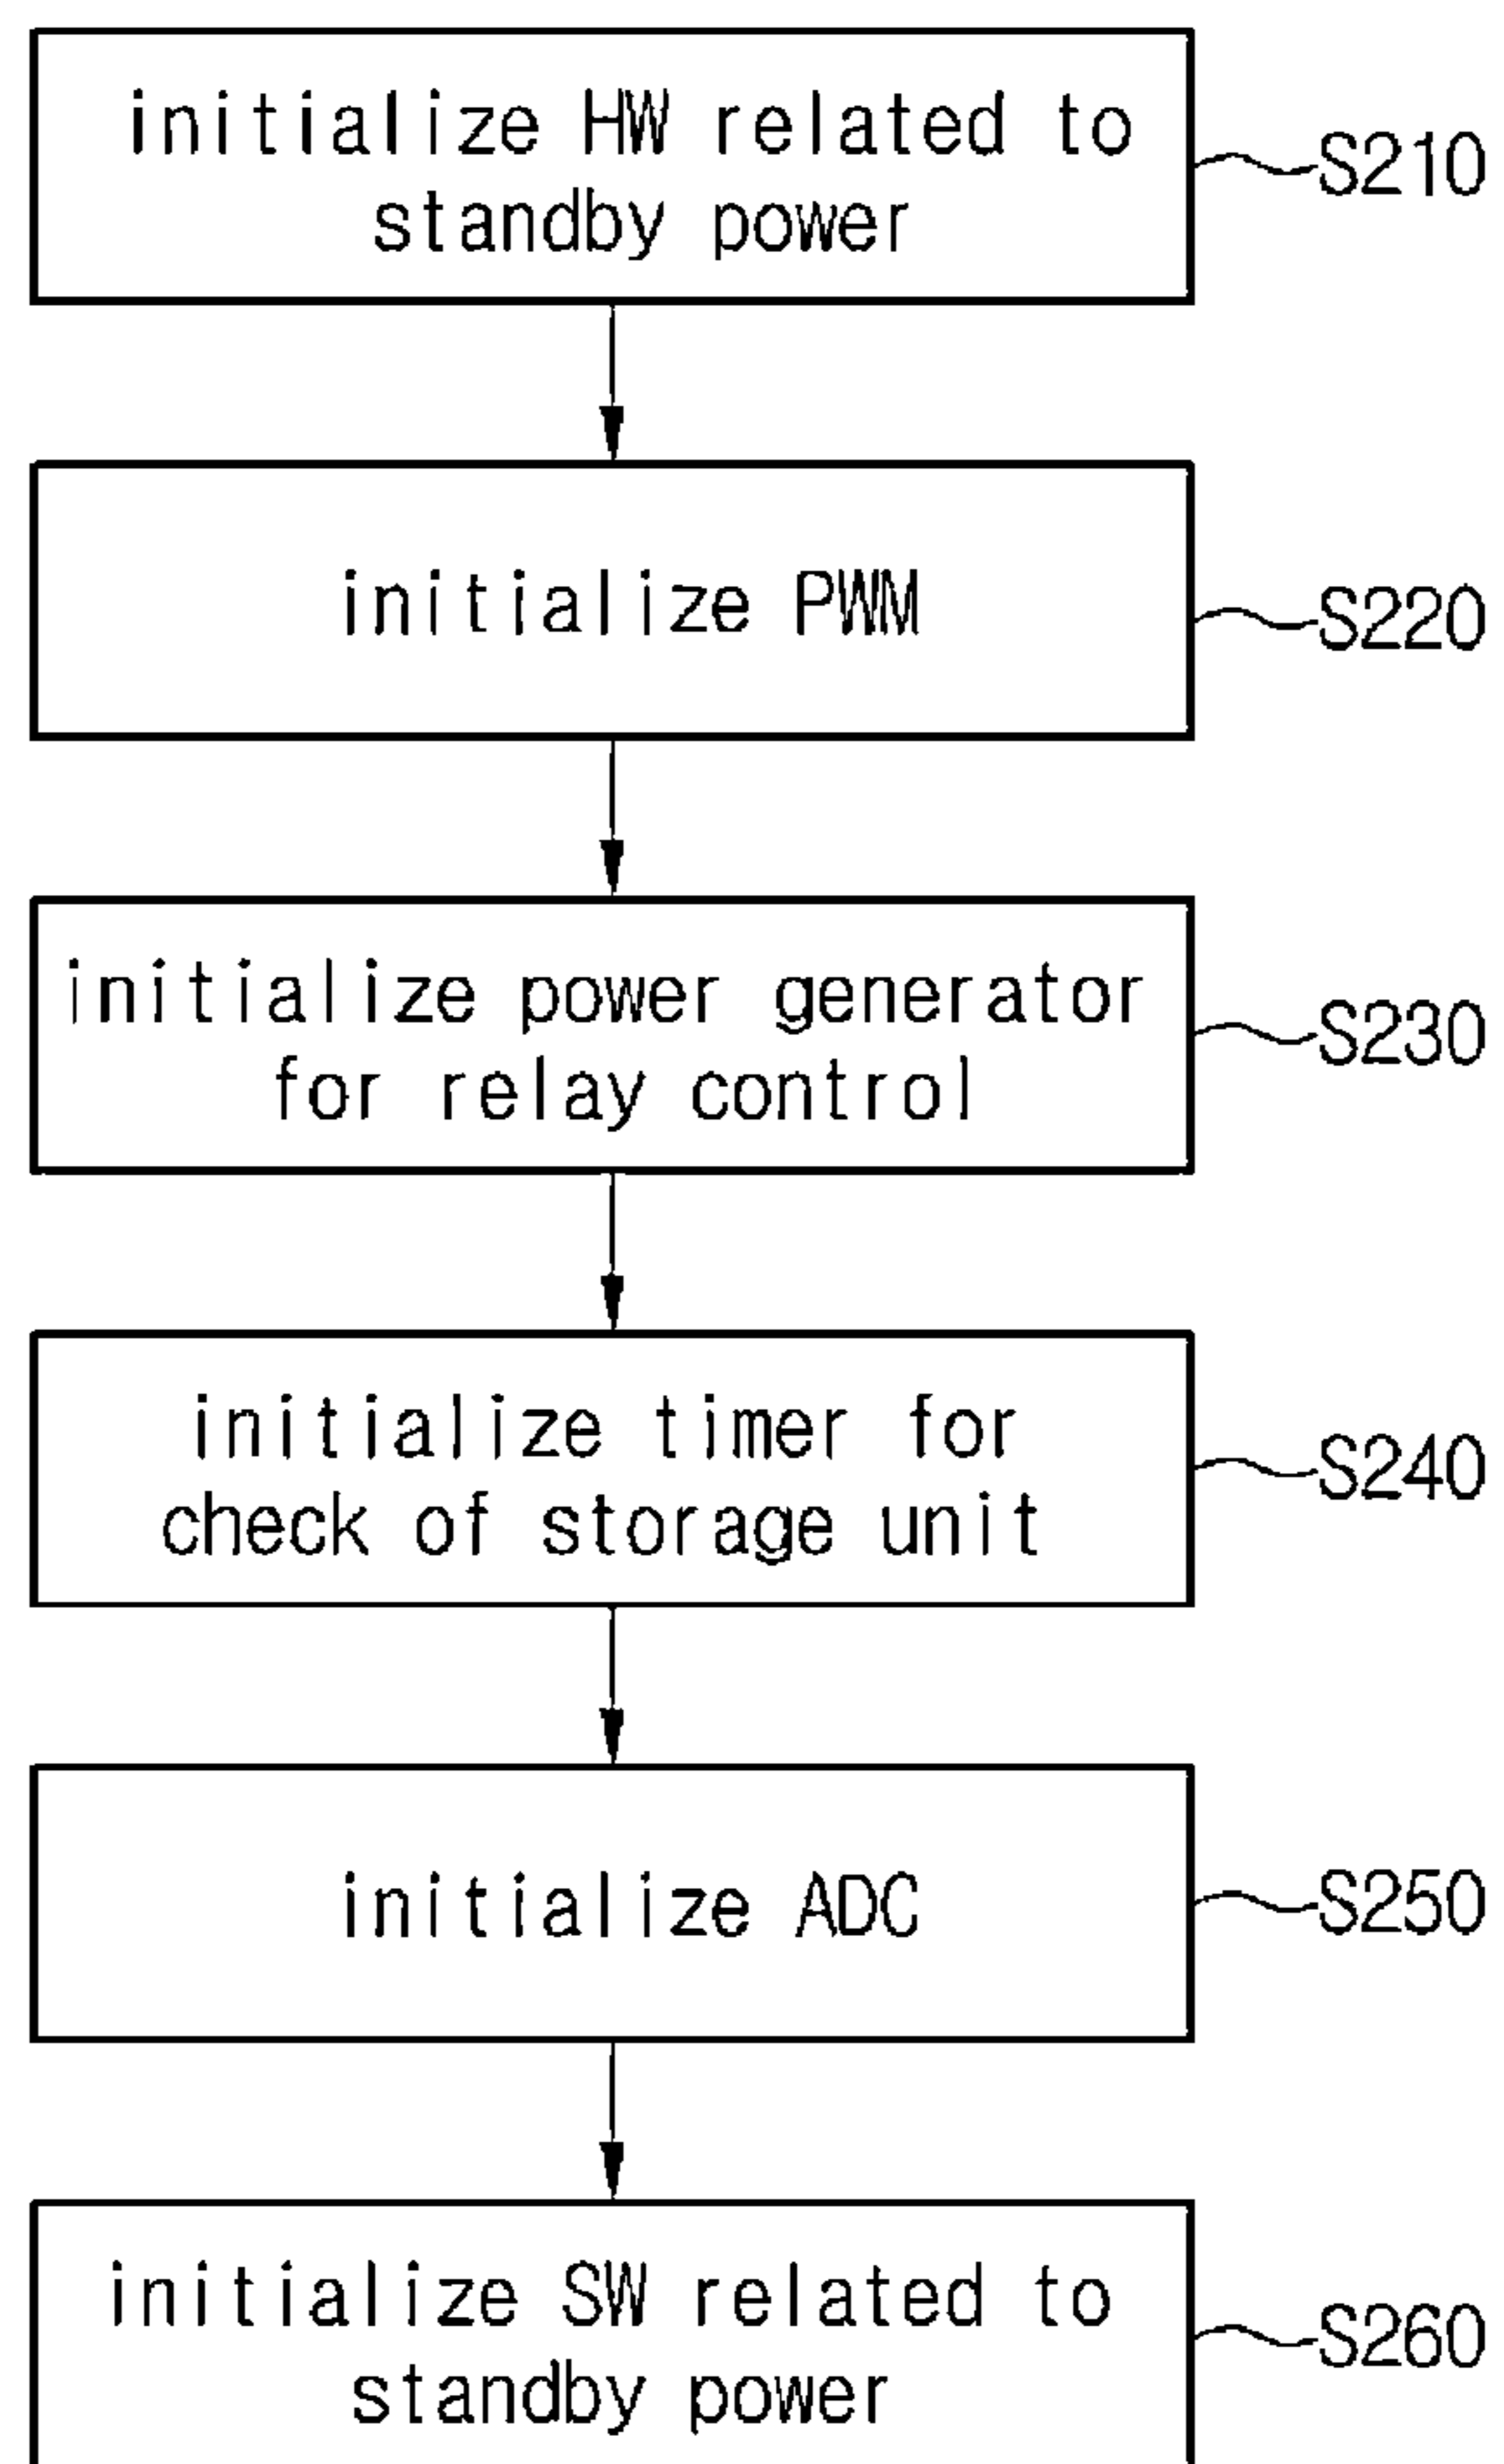 initialize HW related to
standby power
S210
initialize PWM
S220
initialize power generator
for relay control
S230
initialize timer for
check of storage unit
S240
initialize ADC
S250
initialize SW related to
standby power
S260